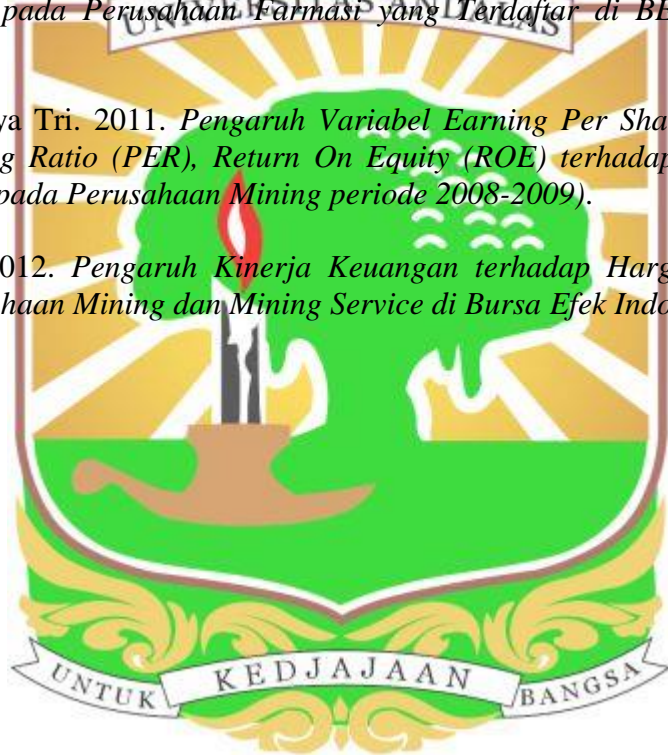 pada Perusahaan Farmasi yang Terdaftar di BE
UNIVERSITAS ANDALAS
ya Tri. 2011. Pengaruh Variabel Earning Per Sha
g Ratio (PER), Return On Equity (ROE) terhadap
pada Perusahaan Mining periode 2008-2009).
012. Pengaruh Kinerja Keuangan terhadap Harg
haan Mining dan Mining Service di Bursa Efek Indo
UNTUK KEDJAJAAN BANGSA